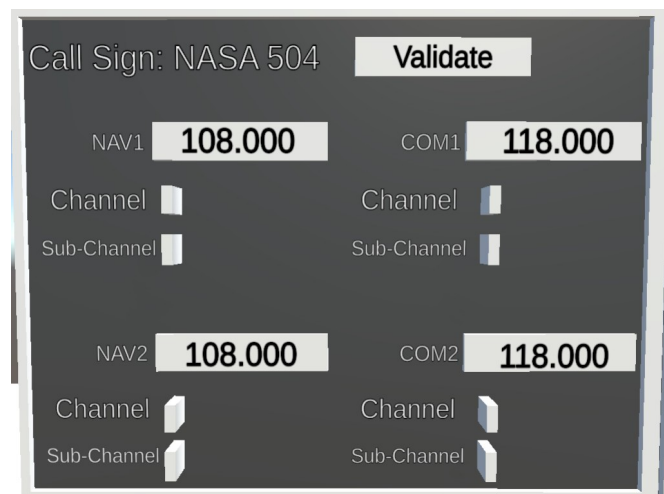 Call Sign: NASA 504 Validate
NAV1 108.000 COM1 118.000
Channel Channel
Sub-Channel Sub-Channel
NAV2 108.000 COM2 118.000
Channel Channel
Sub-Channel Sub-Channel